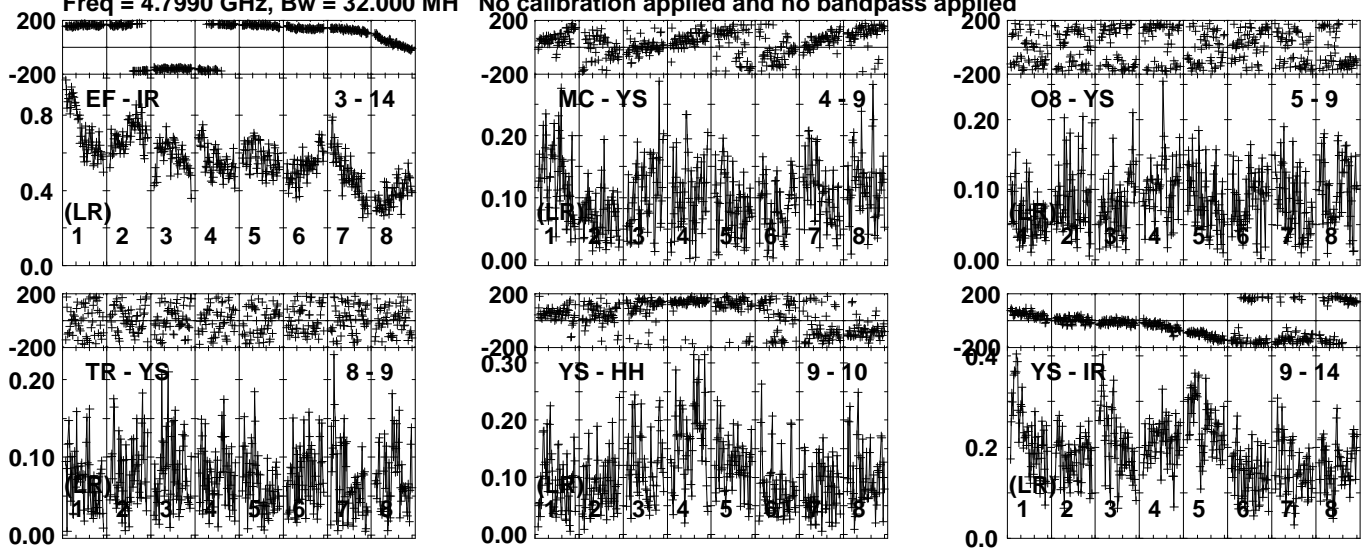 Freq = 4.7990 GHz, Bw = 32.000 MH No calibration applied and no bandpass applied
200
-200
EF - IR 3 - 14
0.8
0.4
(LR)
1 2 3 4 5 6 7 8
0.0
200
-200
MC - YS 4 - 9
0.20
0.10
(LR)
1 2 3 4 5 6 7 8
0.00
200
-200
O8 - YS 5 - 9
0.20
0.10
(LR)
1 2 3 4 5 6 7 8
0.00
200
-200
TR - YS 8 - 9
0.20
0.10
(LR)
1 2 3 4 5 6 7 8
0.00
200
-200
0.30
YS - HH 9 - 10
0.20
0.10
(LR)
1 2 3 4 5 6 7 8
0.00
200
-200
0.4
YS - IR 9 - 14
0.2
(LR)
1 2 3 4 5 6 7 8
0.0